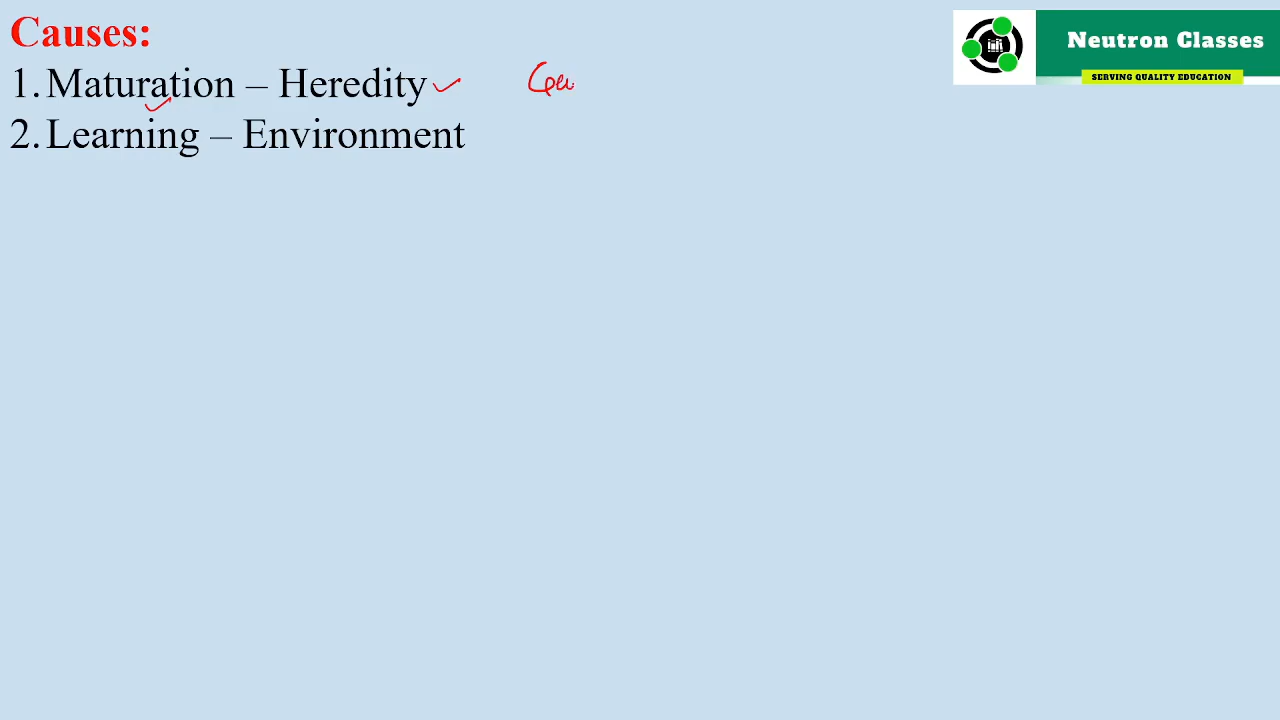 Causes:
1. Maturation – Heredity
2. Learning – Environment
Neutron Classes
SERVING QUALITY EDUCATION